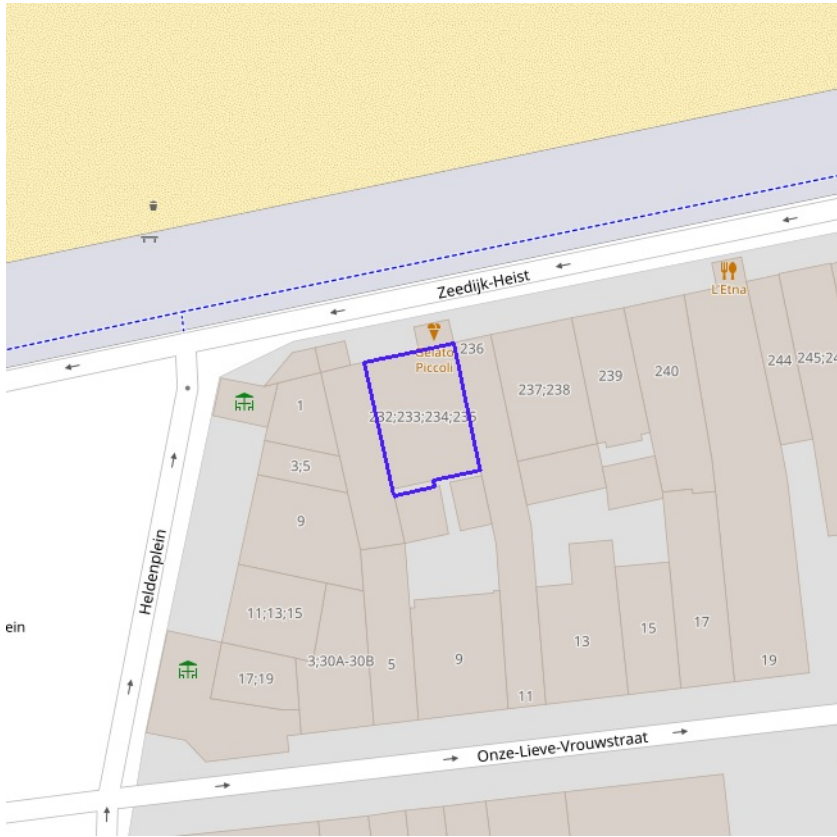 Zeedijk-Heist
L'Etna
Gelato
Piccoli
236
237;238
239
240
244
245;24
232;233;234;235
1
3;5
9
Heldenplein
ein
11;13;15
17;19
3;30A-30B
5
9
11
13
15
17
19
Onze-Lieve-Vrouwstraat